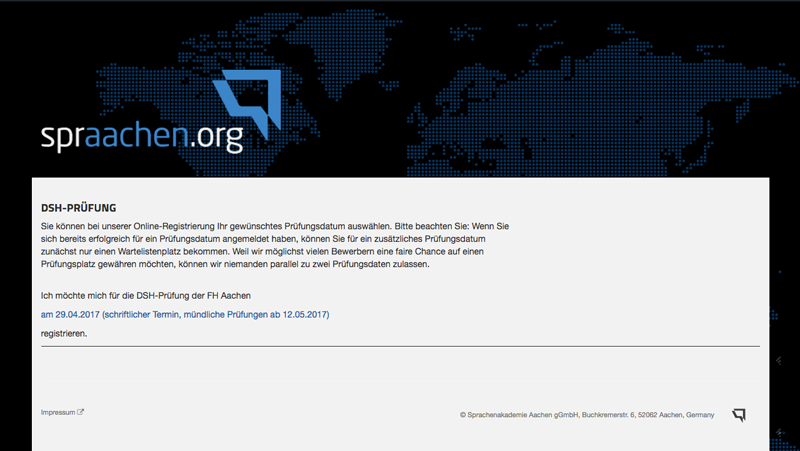 spraachen.org
DSH-PRÜFUNG
Sie können bei unserer Online-Registrierung Ihr gewünschtes Prüfungsdatum auswählen. Bitte beachten Sie: Wenn Sie
sich bereits erfolgreich für ein Prüfungsdatum angemeldet haben, können Sie für ein zusätzliches Prüfungsdatum
zunächst nur einen Wartelistenplatz bekommen. Weil wir möglichst vielen Bewerbern eine faire Chance auf einen
Prüfungsplatz gewähren möchten, können wir niemanden parallel zu zwei Prüfungsdaten zulassen.
Ich möchte mich für die DSH-Prüfung der FH Aachen
am 29.04.2017 (schriftlicher Termin, mündliche Prüfungen ab 12.05.2017)
registrieren.
Impressum
© Sprachenakademie Aachen gGmbH, Buchkremerstr. 6, 52062 Aachen, Germany